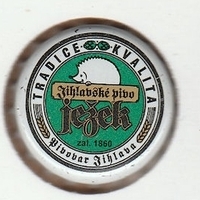 TRADICE KVALITA
Jihlavské pivo
ježek
zal. 1860
Pivovar Jihlava